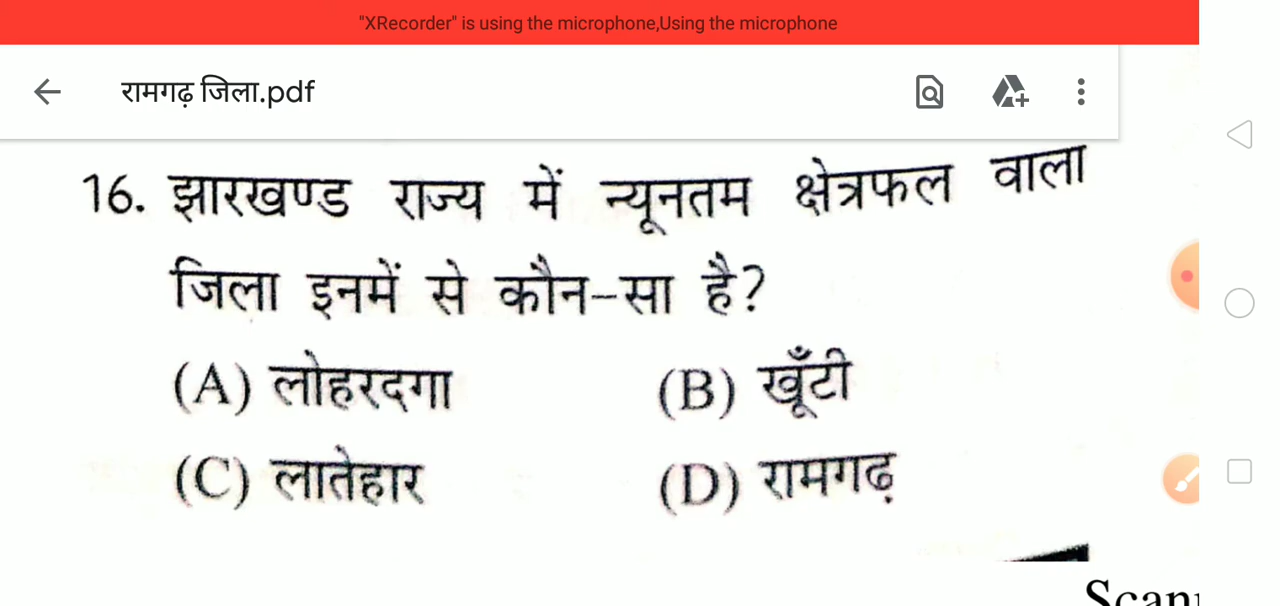 "XRecorder" is using the microphone,Using the microphone
रामगढ़ जिला.pdf
16. झारखण्ड राज्य में न्यूनतम क्षेत्रफल वाला
जिला इनमें से कौन-सा है?
(A) लोहरदगा (B) खूँटी
(C) लातेहार (D) रामगढ़